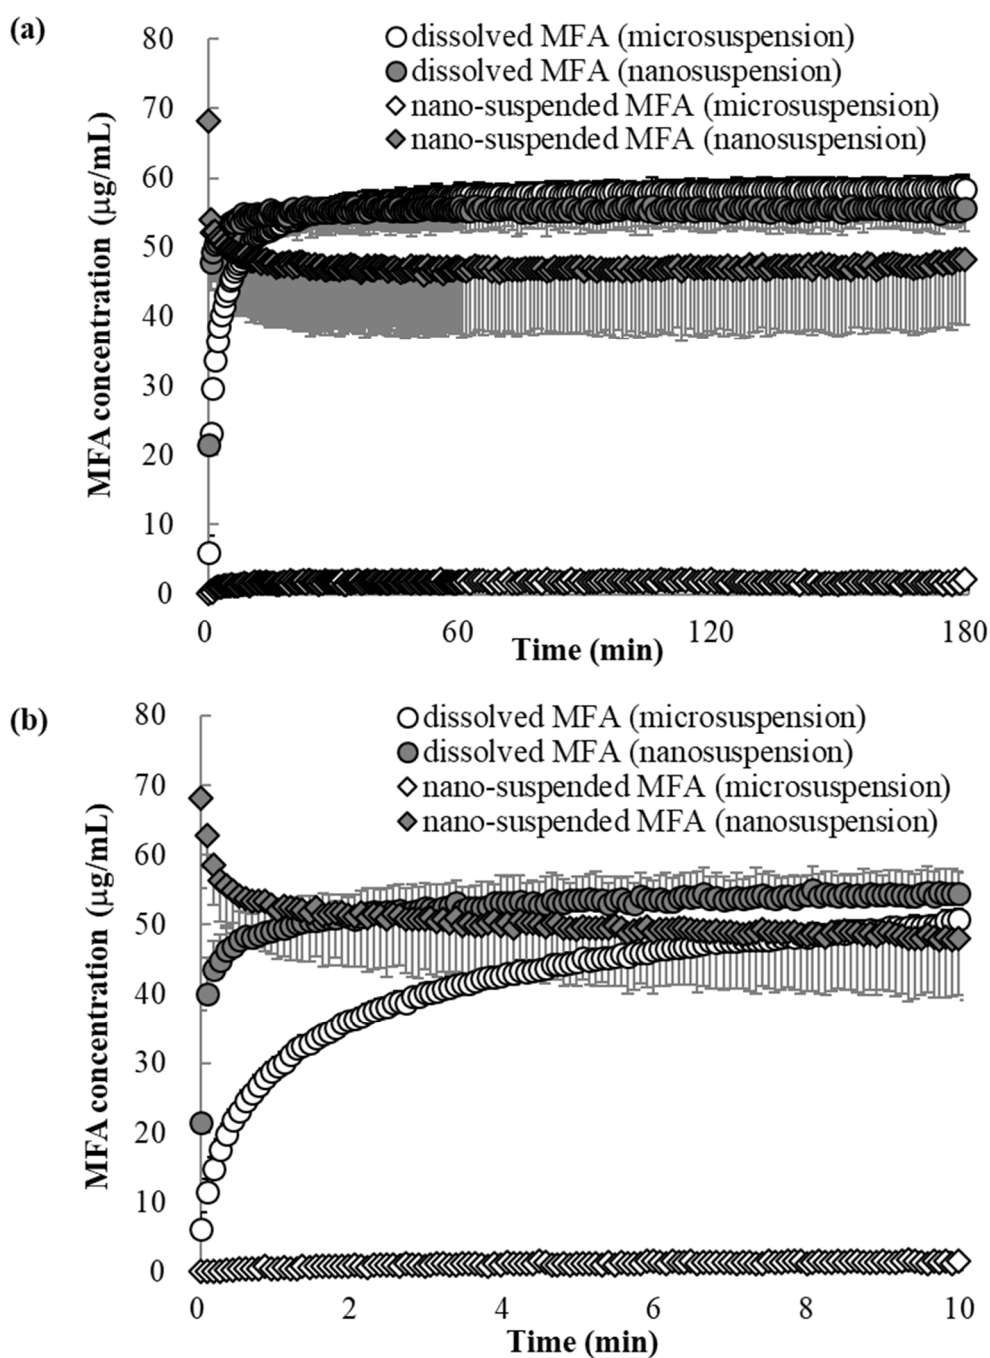 (a)
80
70
60
50
40
30
20
10
0
MFA concentration (µg/mL)
dissolved MFA (microsuspension)
dissolved MFA (nanosuspension)
nano-suspended MFA (microsuspension)
nano-suspended MFA (nanosuspension)
0 60 120 180
Time (min)
(b)
80
70
60
50
40
30
20
10
0
MFA concentration (µg/mL)
dissolved MFA (microsuspension)
dissolved MFA (nanosuspension)
nano-suspended MFA (microsuspension)
nano-suspended MFA (nanosuspension)
0 2 4 6 8 10
Time (min)